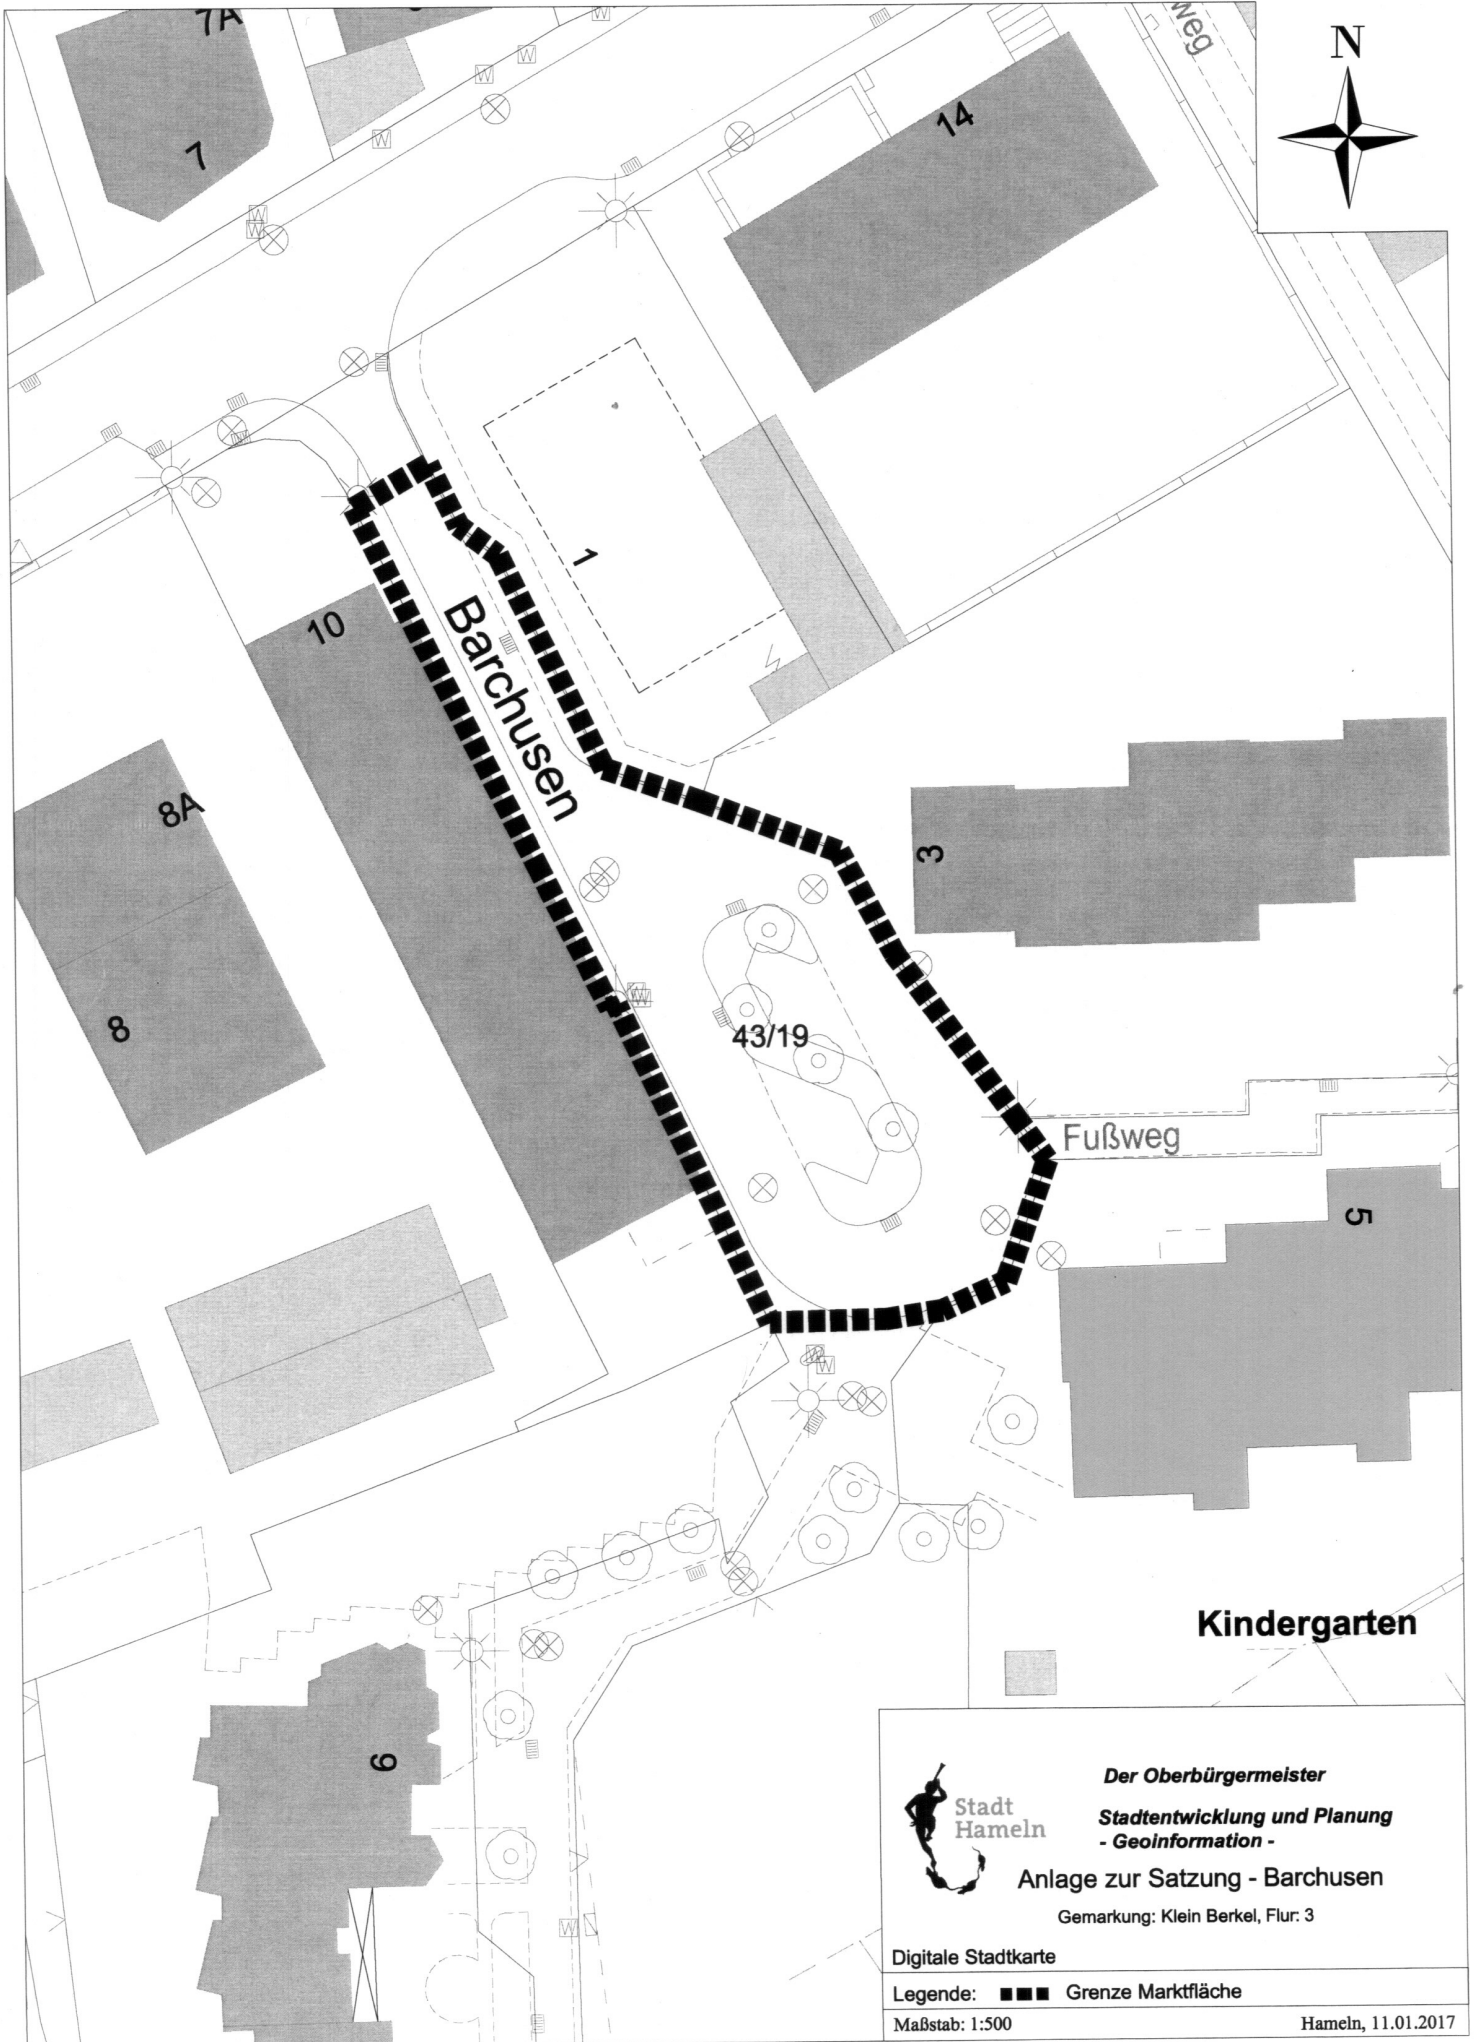 7A
weg
N
14
7
1
10
Barchusen
8A
3
8
43/19
Fußweg
5
Kindergarten
9
Stadt
Hameln
Der Oberbürgermeister
Stadtentwicklung und Planung
- Geoinformation -
Anlage zur Satzung - Barchusen
Gemarkung: Klein Berkel, Flur: 3
Digitale Stadtkarte
Legende: Grenze Marktfläche
Maßstab: 1:500
Hameln, 11.01.2017